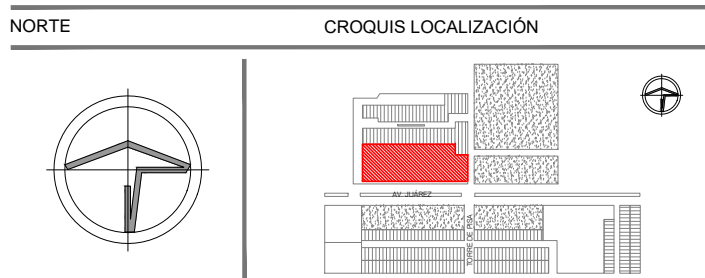 NORTE
CROQUIS LOCALIZACIÓN
AV. JUÁREZ
TORRE DE PISA